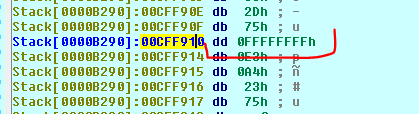 Stack[0000B290]:00CFF90E db 2Dh ; -
Stack[0000B290]:00CFF90F db 75h ; u
Stack[0000B290]:00CFF910 dd 0FFFFFFFFh
Stack[0000B290]:00CFF914 db 0E3h ; p
Stack[0000B290]:00CFF915 db 0A4h ; ñ
Stack[0000B290]:00CFF916 db 23h ; #
Stack[0000B290]:00CFF917 db 75h ; u